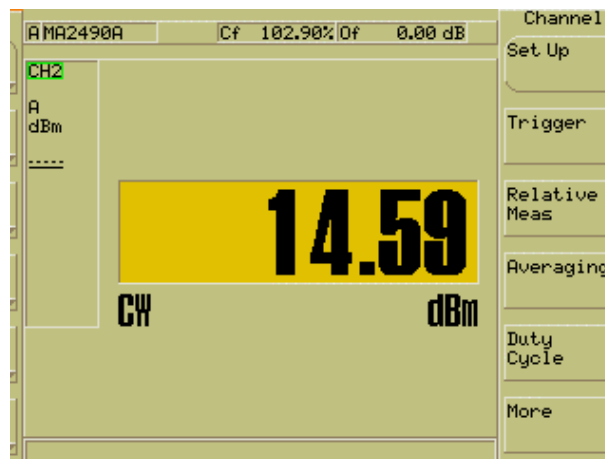 A MA2490A Cf 102.90% Of 0.00 dB
CH2
A
dBm
-----
14.59
CW dBm
Channel
Set Up
Trigger
Relative
Meas
Averaging
Duty
Cycle
More